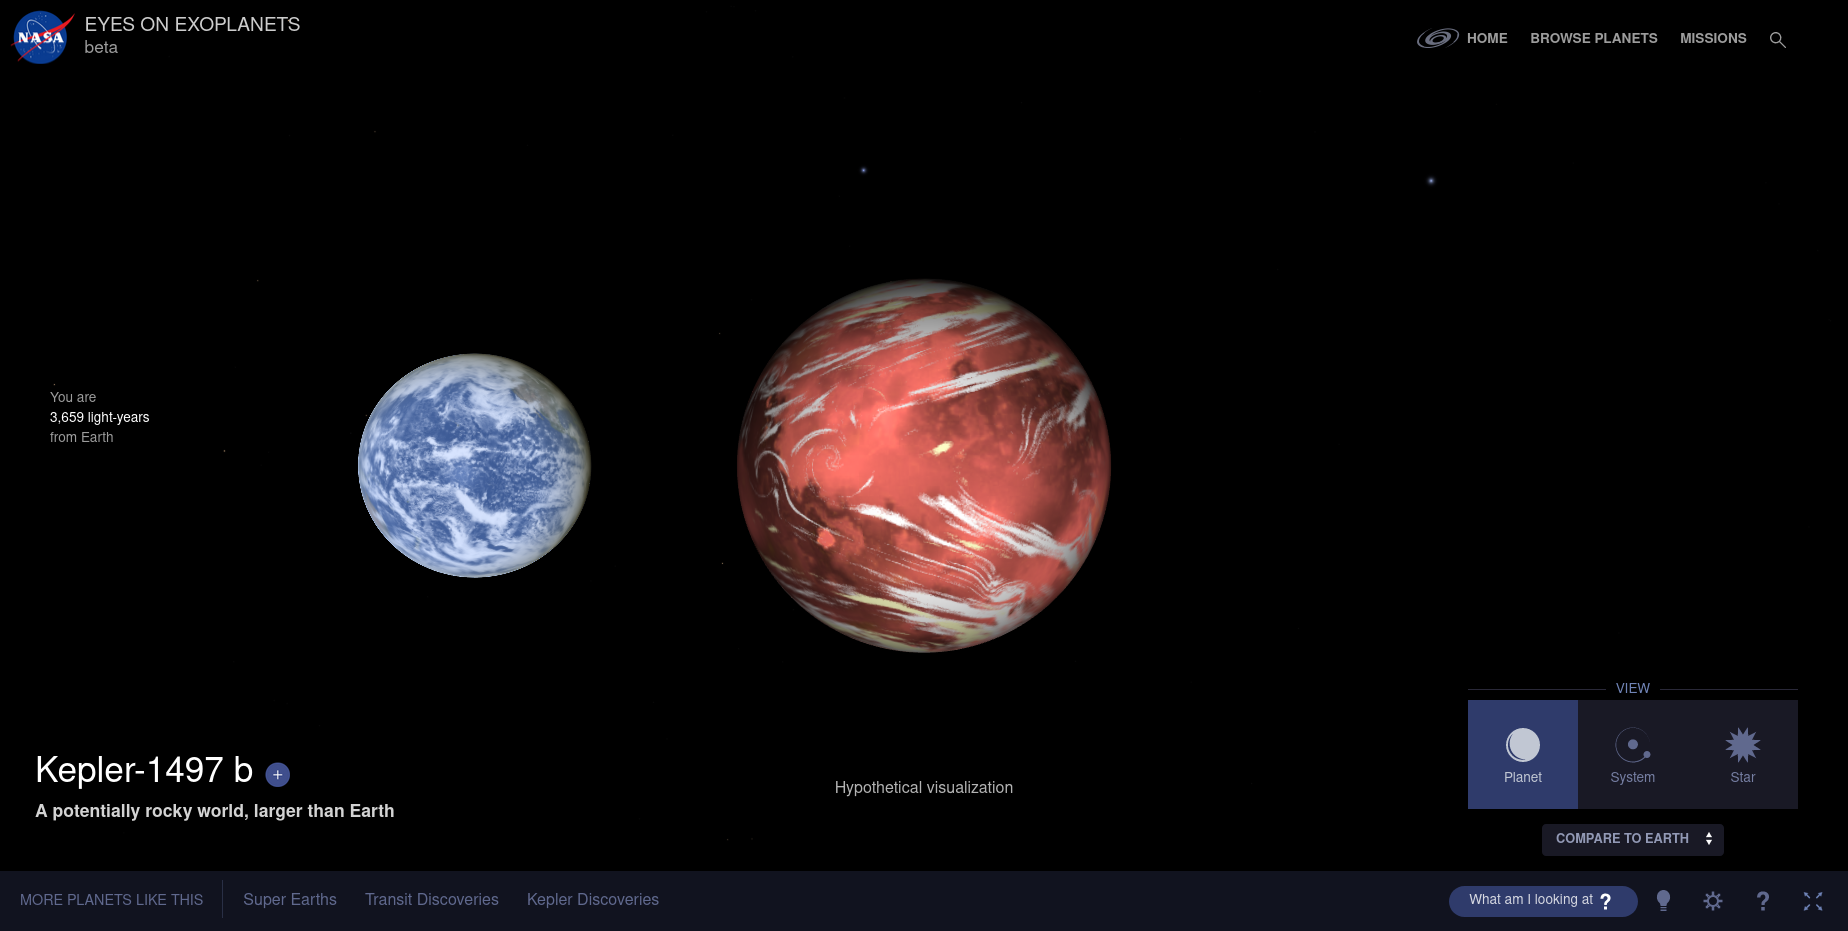 NASA
EYES ON EXOPLANETS
beta
HOME
BROWSE PLANETS
MISSIONS
You are
3,659 light-years
from Earth
VIEW
Planet
System
Star
Kepler-1497 b +
A potentially rocky world, larger than Earth
Hypothetical visualization
COMPARE TO EARTH
MORE PLANETS LIKE THIS
Super Earths
Transit Discoveries
Kepler Discoveries
What am I looking at ?
?